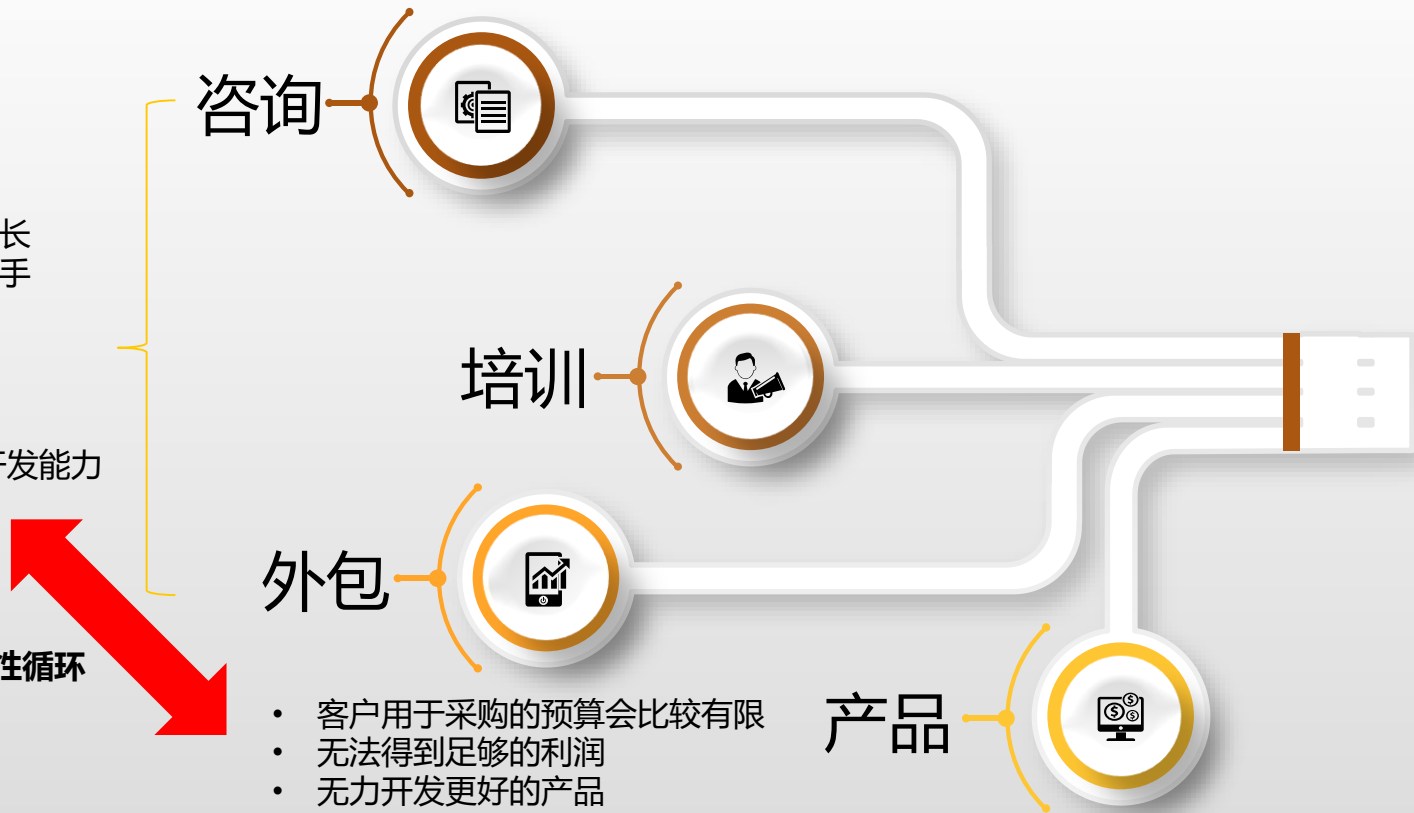 咨询
长
手
培训
发能力
外包
性循环
• 客户用于采购的预算会比较有限
• 无法得到足够的利润
• 无力开发更好的产品
产品